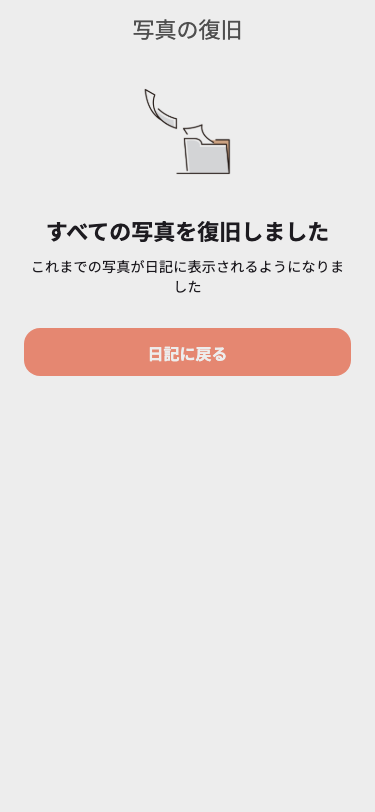 写真の復旧
すべての写真を復旧しました
これまでの写真が日記に表示されるようになりま
した
日記に戻る